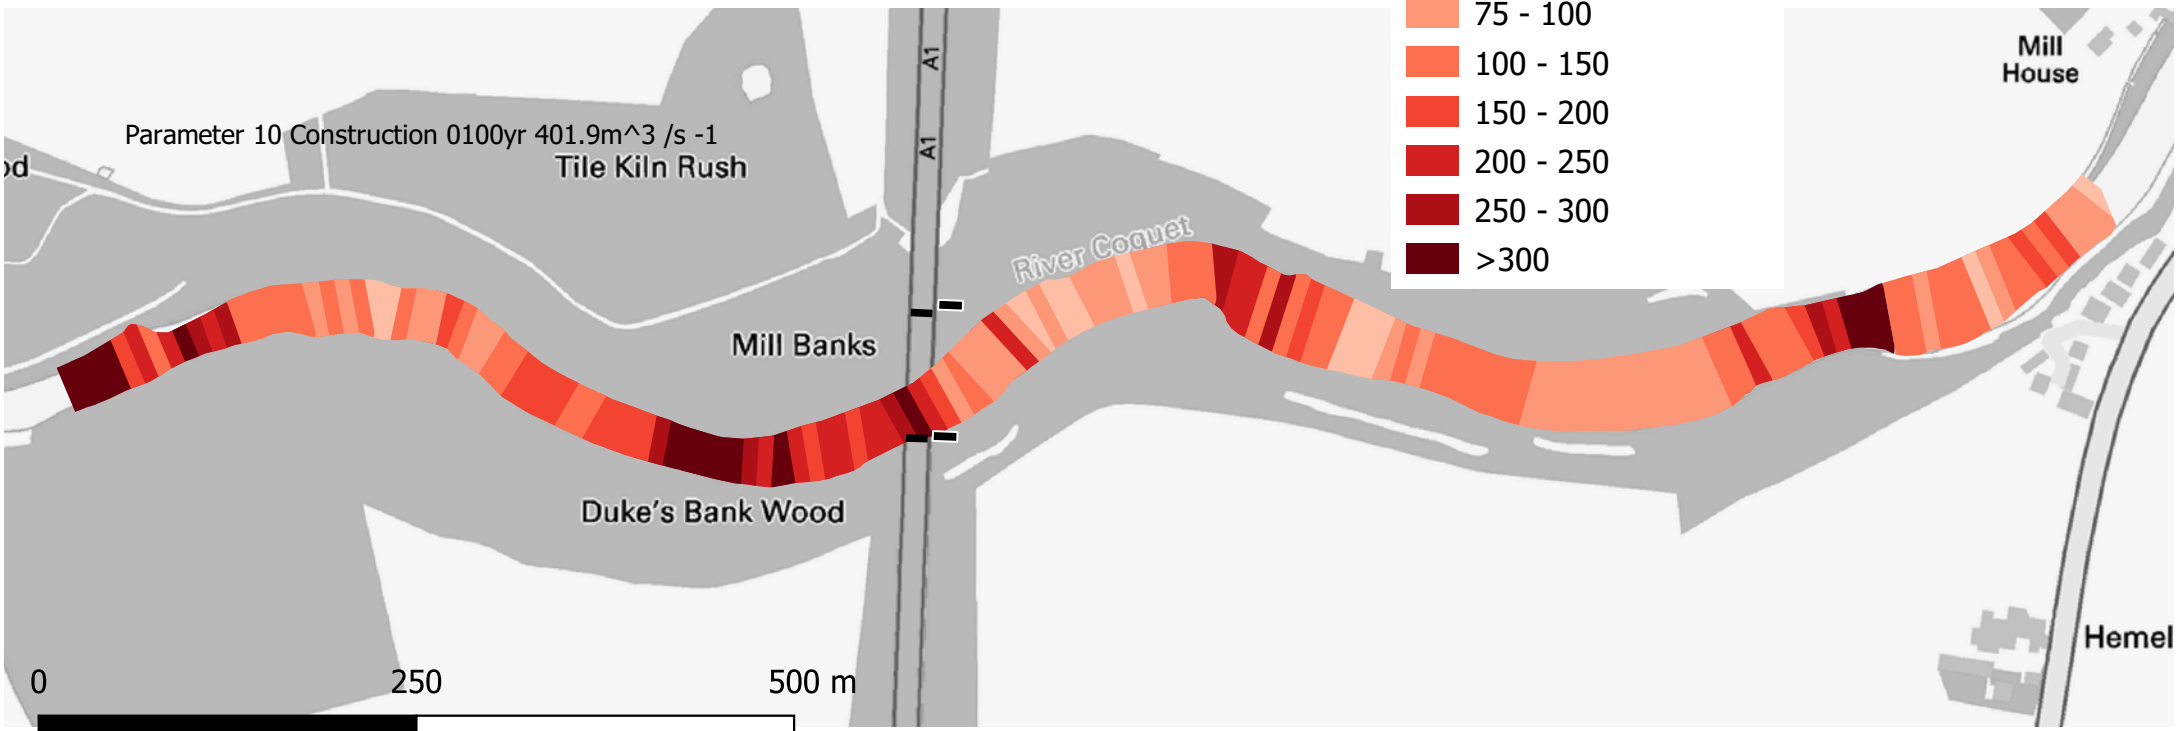 75 - 100
Mill
House
100 - 150
A1
150 - 200
Parameter 10 Construction 0100yr 401.9m^3 /s -1
A1
od
Tile Kiln Rush
200 - 250
250 - 300
River Coquet
>300
Mill Banks
Duke's Bank Wood
Hemel
0 250 500 m